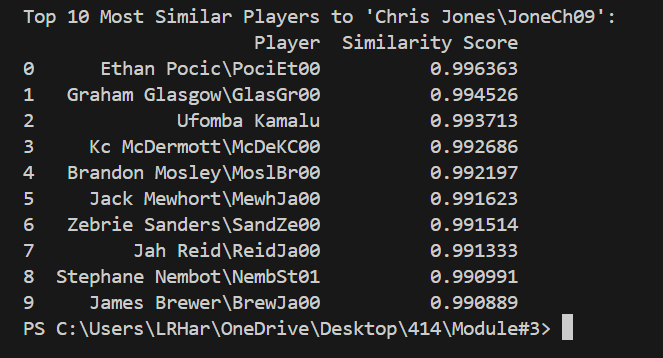 Top 10 Most Similar Players to 'Chris Jones\JoneCh09':
Player Similarity Score
0 Ethan Pocic\PociEt00 0.996363
1 Graham Glasgow\GlasGr00 0.994526
2 Ufomba Kamalu 0.993713
3 Kc McDermott\McDeKC00 0.992686
4 Brandon Mosley\MoslBr00 0.992197
5 Jack Mewhort\MewhJa00 0.991623
6 Zebrie Sanders\SandZe00 0.991514
7 Jah Reid\ReidJa00 0.991333
8 Stephane Nembot\NembSt01 0.990991
9 James Brewer\BrewJa00 0.990889
PS C:\Users\LRHar\OneDrive\Desktop\414\Module#3>